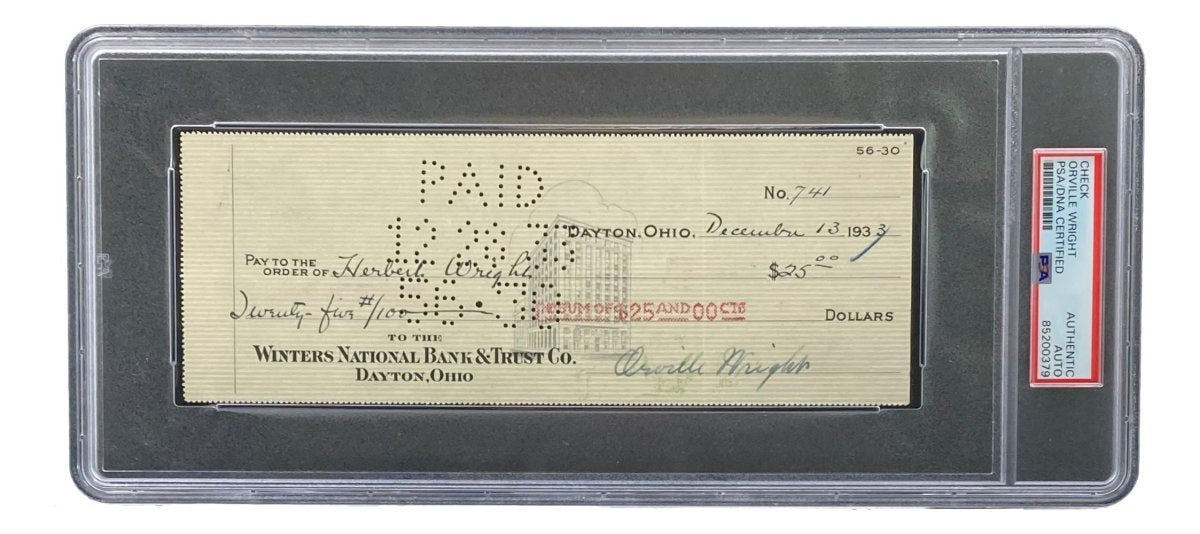 56-30
PAID
No. 741
DAYTON, OHIO, December 13 1933
PAY TO THE
ORDER OF Herbert Wright
$25 00
Twenty-five #/100
SUM OF $25 AND 00 CTS
DOLLARS
TO THE
WINTERS NATIONAL BANK & TRUST CO.
DAYTON, OHIO
Orville Wright
CHECK
ORVILLE WRIGHT
PSA/DNA CERTIFIED
PSA
AUTHENTIC
AUTO
85200379